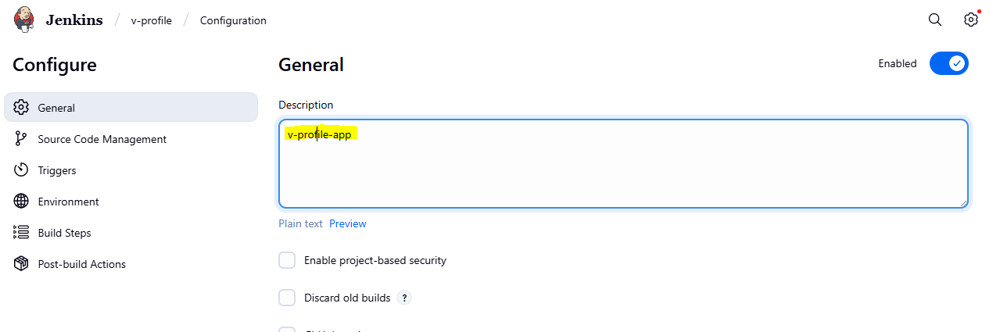 Jenkins / v-profile / Configuration
Configure
General
Source Code Management
Triggers
Environment
Build Steps
Post-build Actions
General
Enabled
Description
v-profile-app
Plain text Preview
Enable project-based security
Discard old builds ?